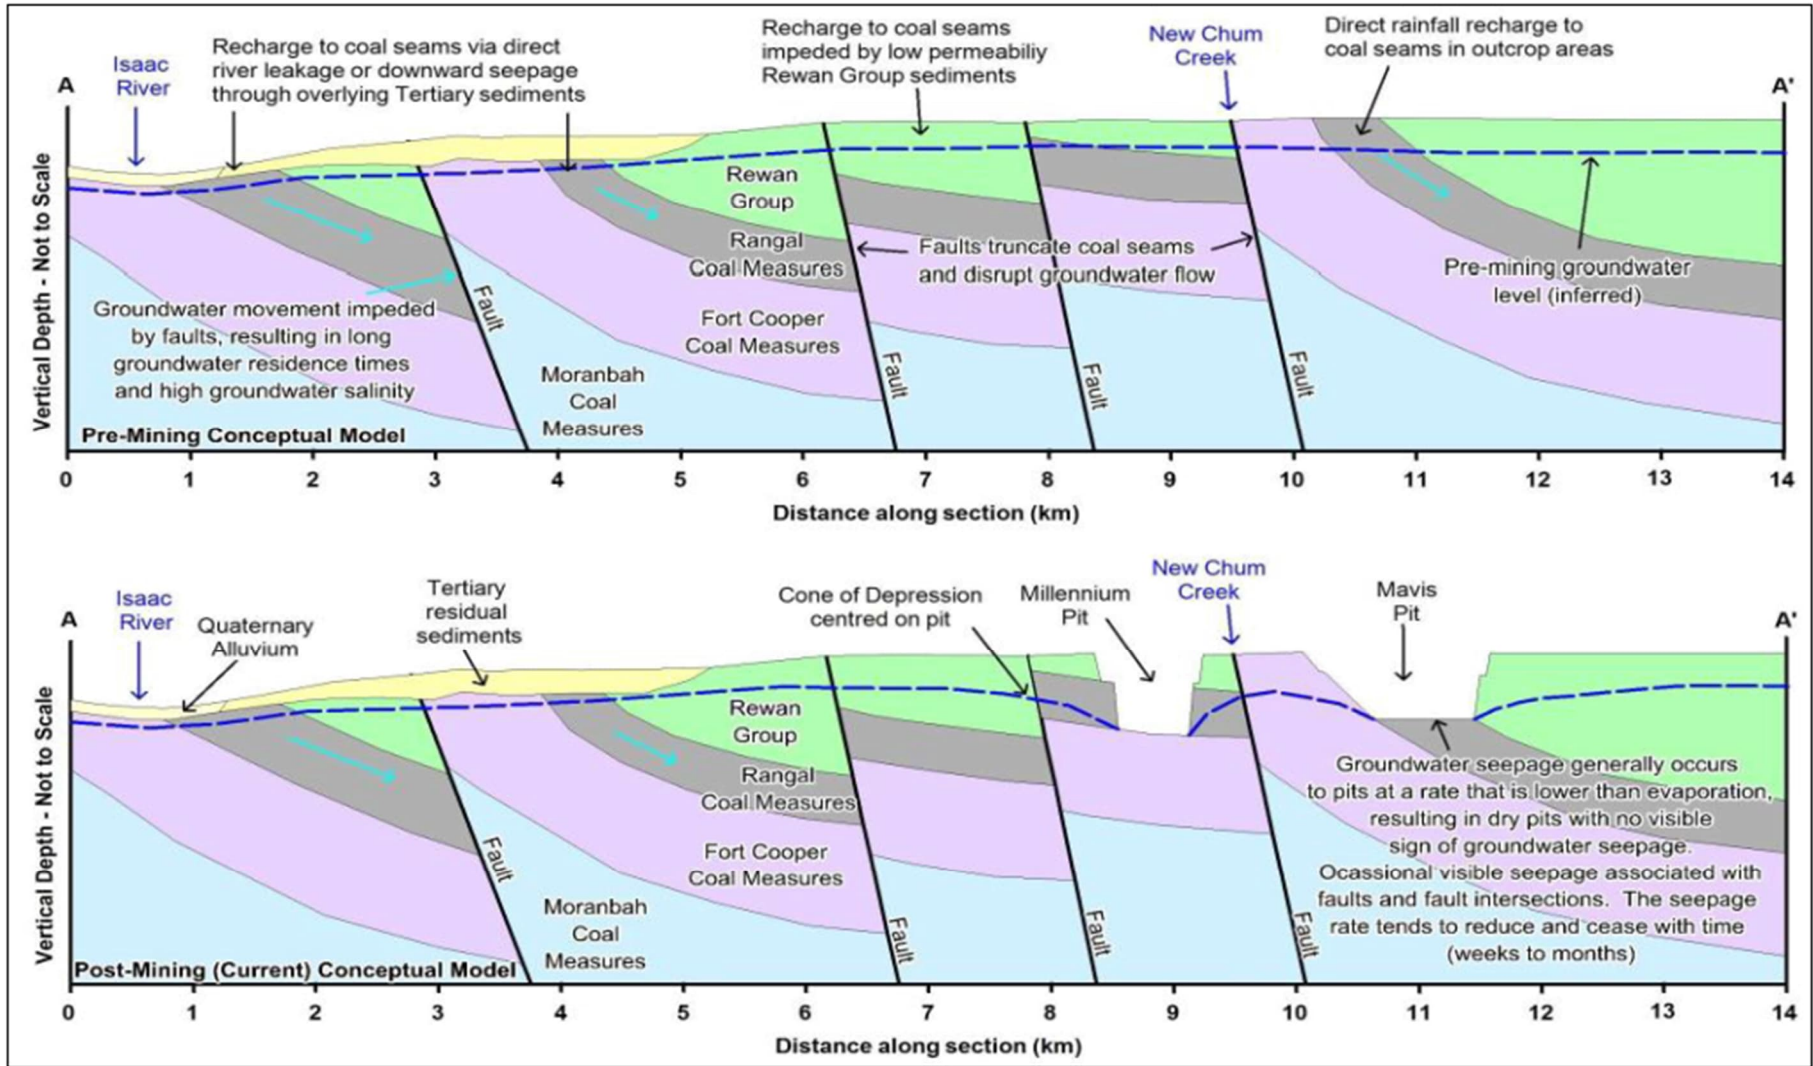 Isaac
River
Recharge to coal seams via direct
river leakage or downward seepage
through overlying Tertiary sediments
Recharge to coal seams
impeded by low permeabiliy
Rewan Group sediments
New Chum
Creek
Direct rainfall recharge to
coal seams in outcrop areas
A
A'
Vertical Depth - Not to Scale
Rewan
Group
Rangal
Coal Measures
Faults truncate coal seams
and disrupt groundwater flow
Pre-mining groundwater
level (inferred)
Groundwater movement impeded
by faults, resulting in long
groundwater residence times
and high groundwater salinity
Fort Cooper
Coal Measures
Moranbah
Coal
Measures
Fault
Fault
Fault
Fault
Pre-Mining Conceptual Model
0 1 2 3 4 5 6 7 8 9 10 11 12 13 14
Distance along section (km)
Isaac
River
Quaternary
Alluvium
Tertiary
residual
sediments
Cone of Depression
centred on pit
Millennium
Pit
New Chum
Creek
Mavis
Pit
A
A'
Vertical Depth - Not to Scale
Rewan
Group
Rangal
Coal Measures
Fort Cooper
Coal Measures
Moranbah
Coal
Measures
Fault
Fault
Fault
Fault
Groundwater seepage generally occurs
to pits at a rate that is lower than evaporation,
resulting in dry pits with no visible
sign of groundwater seepage.
Ocassional visible seepage associated with
faults and fault intersections. The seepage
rate tends to reduce and cease with time
(weeks to months)
Post-Mining (Current) Conceptual Model
0 1 2 3 4 5 6 7 8 9 10 11 12 13 14
Distance along section (km)